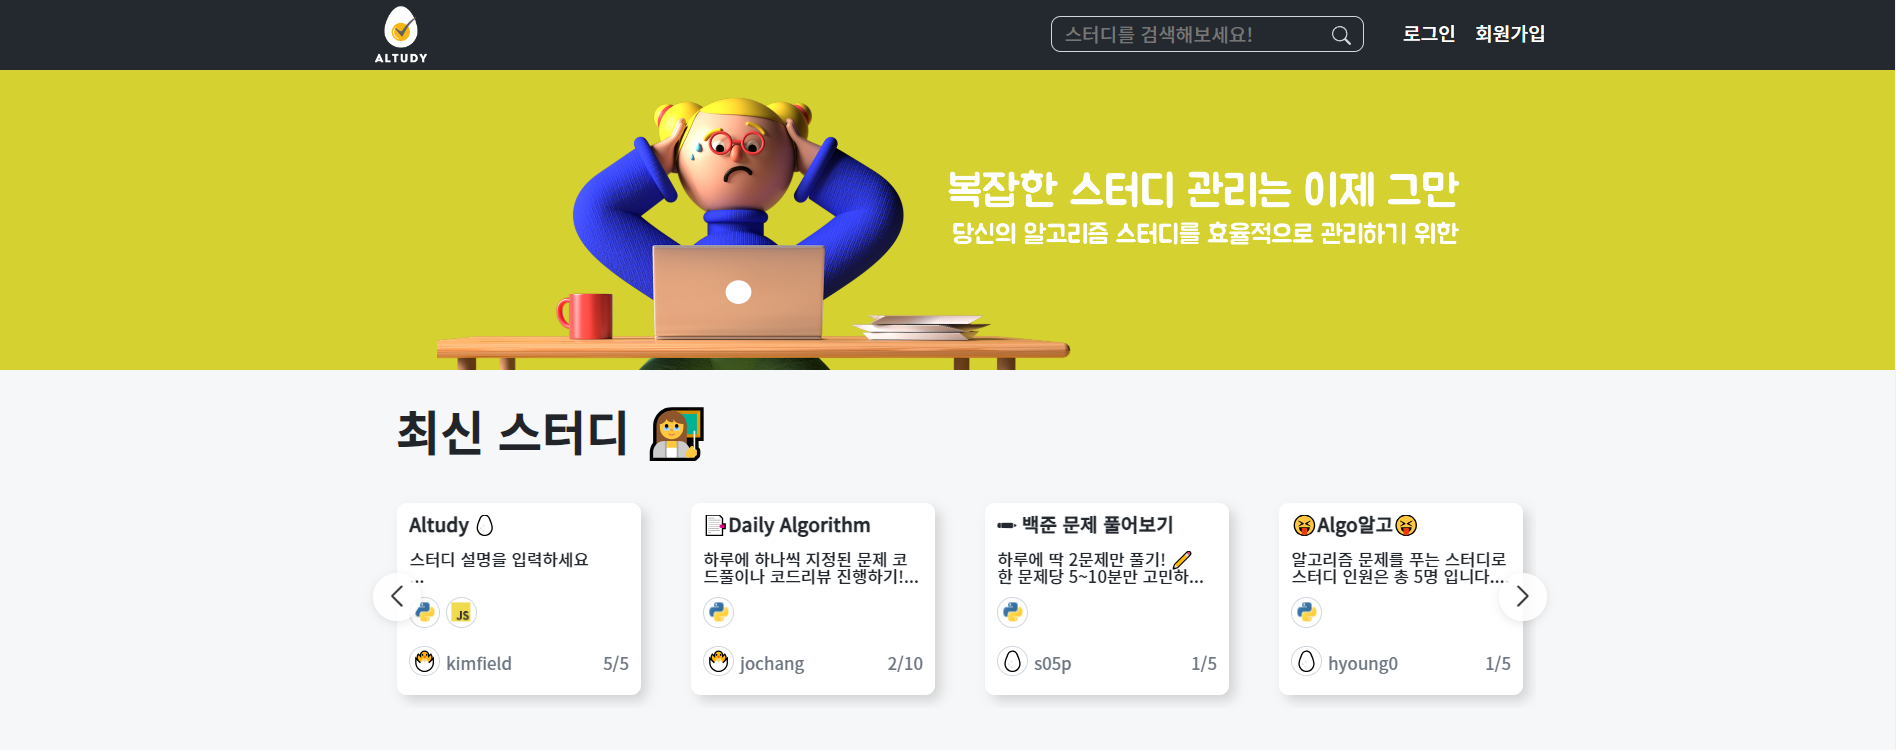 ALTUDY
스터디를 검색해보세요!
로그인 회원가입
복잡한 스터디 관리는 이제 그만
당신의 알고리즘 스터디를 효율적으로 관리하기 위한
최신 스터디
Altudy
스터디 설명을 입력하세요
...
JS
kimfield 5/5
Daily Algorithm
하루에 하나씩 지정된 문제 코
드풀이나 코드리뷰 진행하기!...
jochang 2/10
백준 문제 풀어보기
하루에 딱 2문제만 풀기!
한 문제당 5~10분만 고민하...
s05p 1/5
Algo알고
알고리즘 문제를 푸는 스터디로
스터디 인원은 총 5명 입니다....
hyoung0 1/5